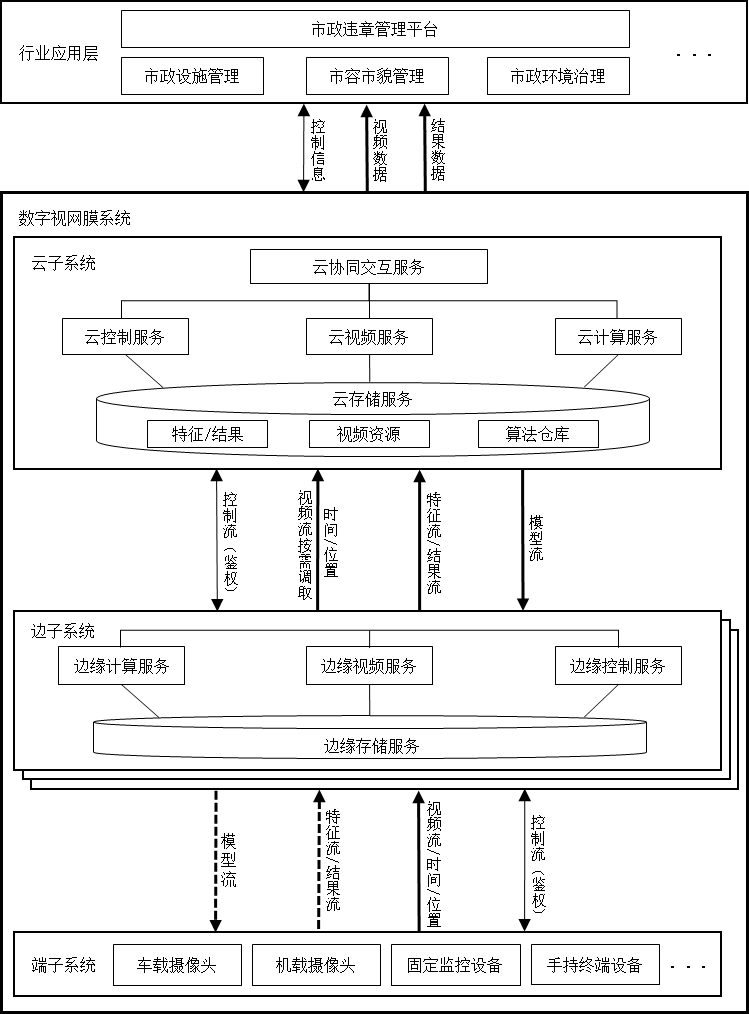 市政违章管理平台
行业应用层
市政设施管理
市容市貌管理
市政环境治理
· · ·
控制信息
视频数据
结果数据
数字视网膜系统
云子系统
云协同交互服务
云控制服务
云视频服务
云计算服务
云存储服务
特征/结果
视频资源
算法仓库
控制流（鉴权）
视频流按需调取
时间/位置
特征流/结果流
模型流
边子系统
边缘计算服务
边缘视频服务
边缘控制服务
边缘存储服务
模型流
特征流/结果流
视频流/时间/位置
控制流（鉴权）
端子系统
车载摄像头
机载摄像头
固定监控设备
手持终端设备
· · ·